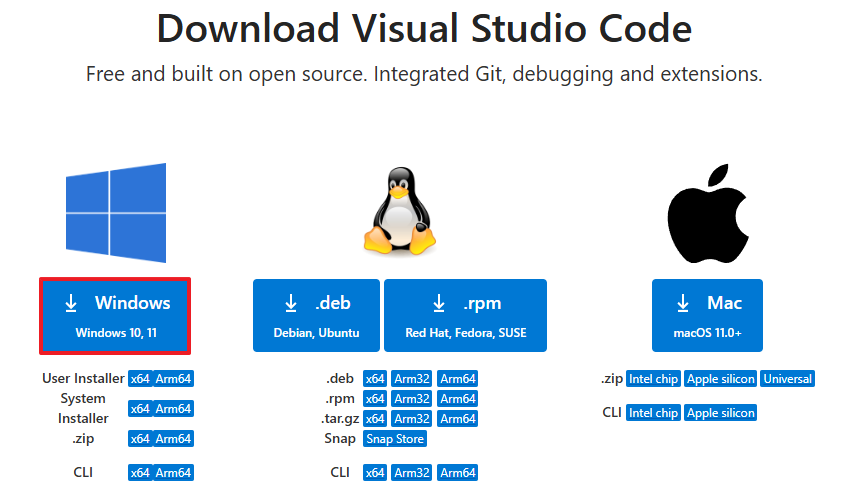 Download Visual Studio Code
Free and built on open source. Integrated Git, debugging and extensions.
Windows
Windows 10, 11
User Installer x64 Arm64
System
Installer x64 Arm64
.zip x64 Arm64
CLI x64 Arm64
.deb
Debian, Ubuntu
.rpm
Red Hat, Fedora, SUSE
.deb x64 Arm32 Arm64
.rpm x64 Arm32 Arm64
.tar.gz x64 Arm32 Arm64
Snap Snap Store
CLI x64 Arm32 Arm64
Mac
macOS 11.0+
.zip Intel chip Apple silicon Universal
CLI Intel chip Apple silicon